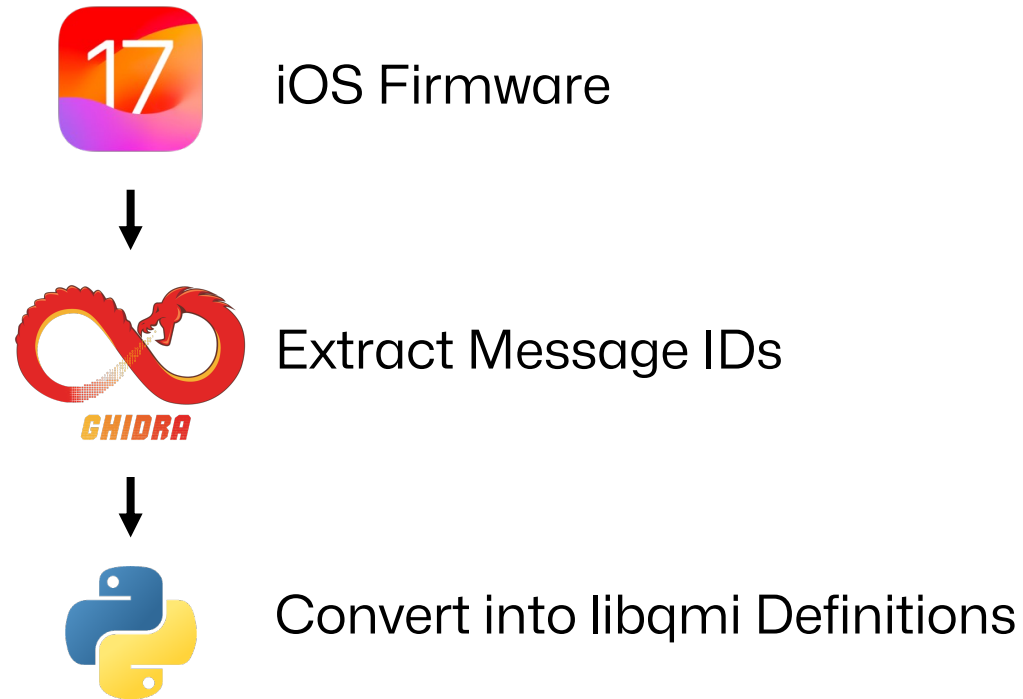 17
iOS Firmware
Extract Message IDs
GHIDRA
Convert into libqmi Definitions